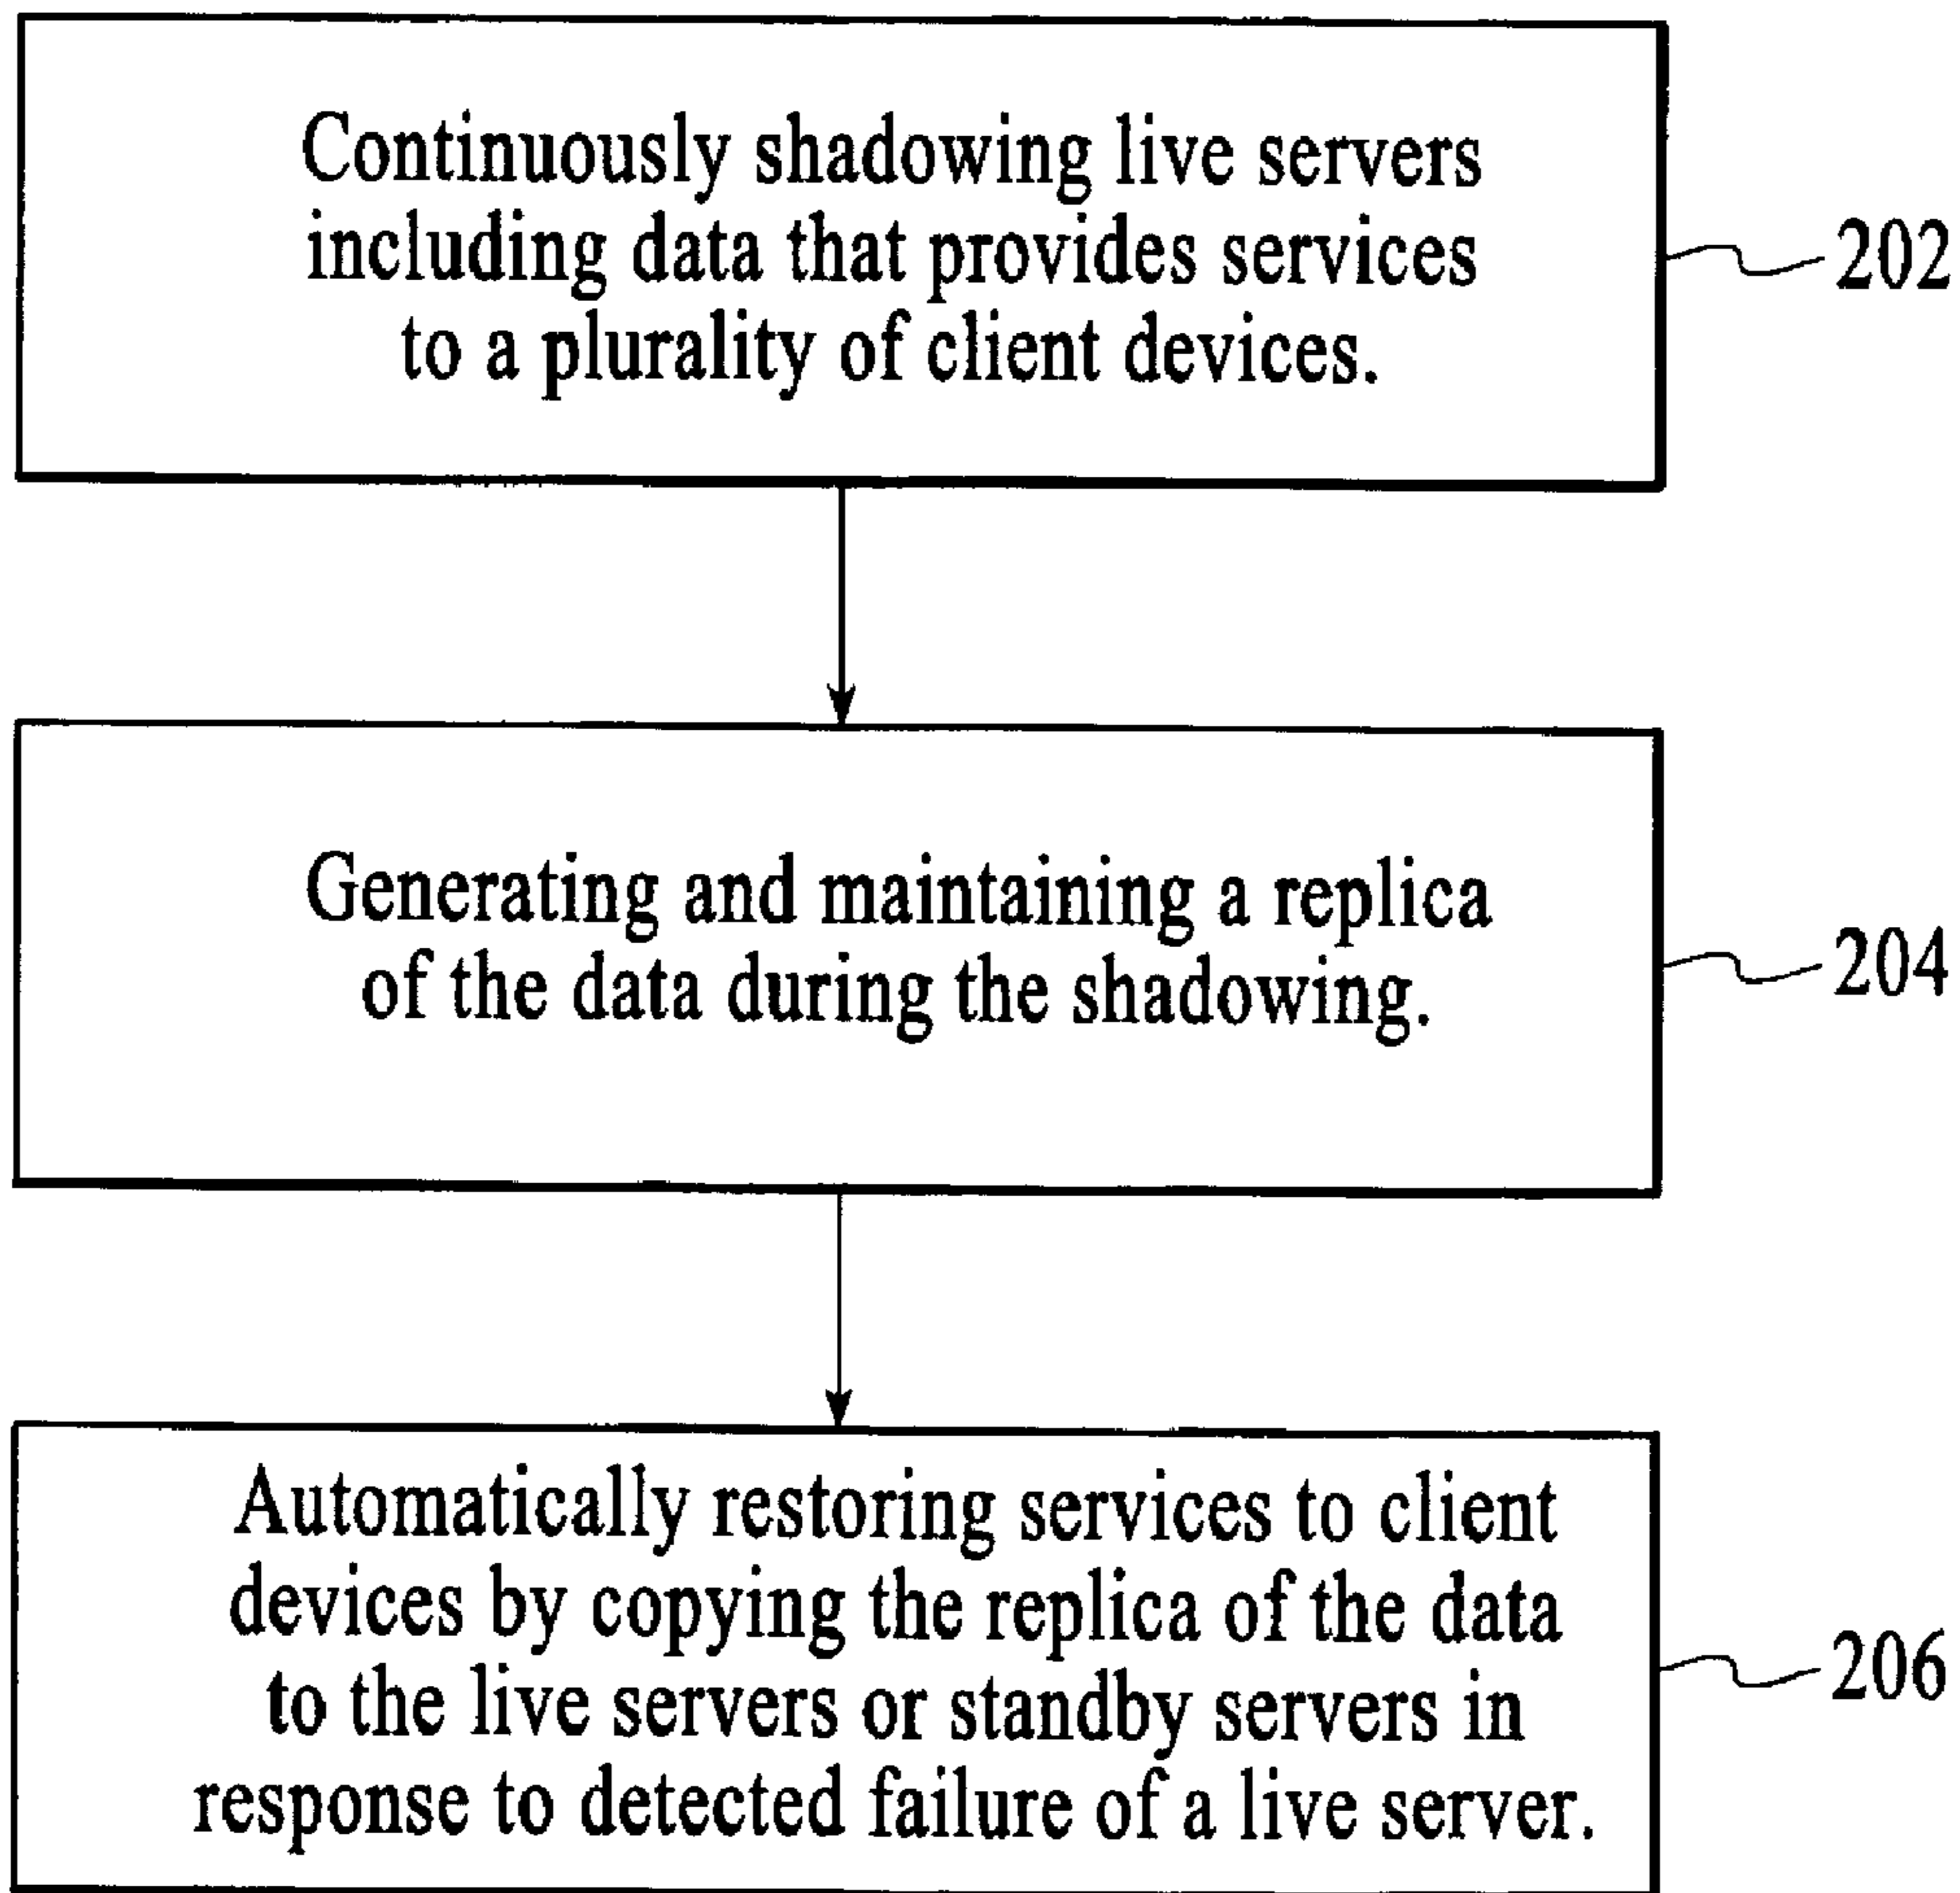 Continuously shadowing live servers
including data that provides services
to a plurality of client devices.
202
Generating and maintaining a replica
of the data during the shadowing.
204
Automatically restoring services to client
devices by copying the replica of the data
to the live servers or standby servers in
response to detected failure of a live server.
206